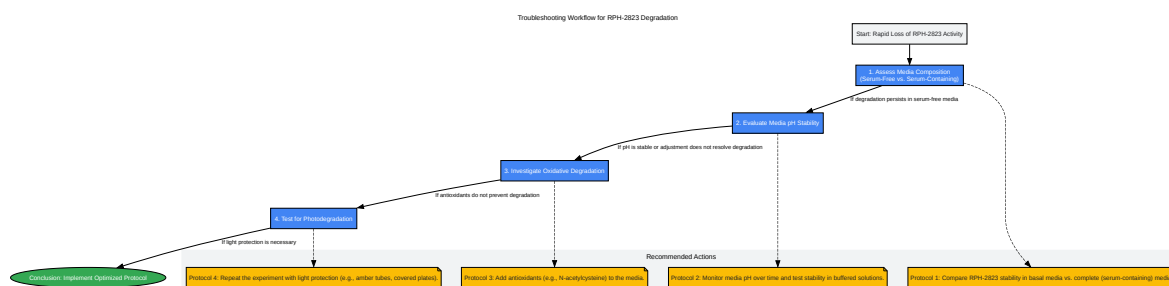 Troubleshooting Workflow for RPH-2823 Degradation
Start: Rapid Loss of RPH-2823 Activity
1. Assess Media Composition
(Serum-Free vs. Serum-Containing)
If degradation persists in serum-free media
2. Evaluate Media pH Stability
If pH is stable or adjustment does not resolve degradation
3. Investigate Oxidative Degradation
If antioxidants do not prevent degradation
4. Test for Photodegradation
If light protection is necessary
Conclusion: Implement Optimized Protocol
Recommended Actions
Protocol 4: Repeat the experiment with light protection (e.g., amber tubes, covered plates).
Protocol 3: Add antioxidants (e.g., N-acetylcysteine) to the media.
Protocol 2: Monitor media pH over time and test stability in buffered solutions.
Protocol 1: Compare RPH-2823 stability in basal media vs. complete (serum-containing)